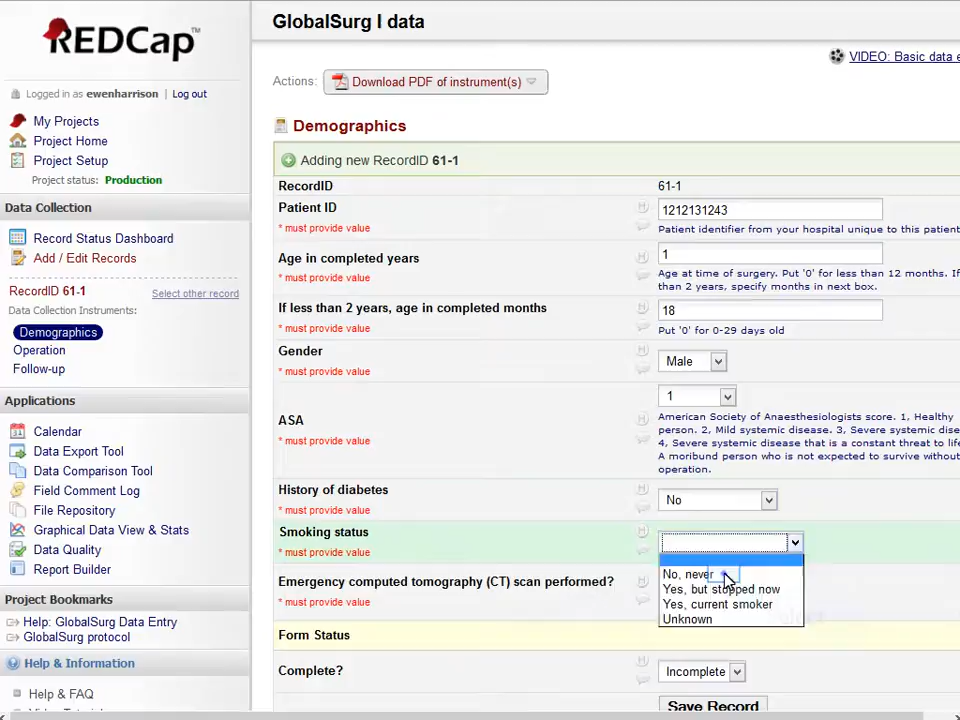 REDCap™
Logged in as ewenharrison | Log out
My Projects
Project Home
Project Setup
Project status: Production
Data Collection
Record Status Dashboard
Add / Edit Records
RecordID 61-1
Select other record
Data Collection Instruments:
Demographics
Operation
Follow-up
Applications
Calendar
Data Export Tool
Data Comparison Tool
Field Comment Log
File Repository
Graphical Data View & Stats
Data Quality
Report Builder
Project Bookmarks
Help: GlobalSurg Data Entry
GlobalSurg protocol
Help & Information
Help & FAQ
GlobalSurg I data
VIDEO: Basic data e
Actions:
Download PDF of instrument(s)
Demographics
Adding new RecordID 61-1
RecordID
61-1
Patient ID
* must provide value
1212131243
Patient identifier from your hospital unique to this patient
Age in completed years
* must provide value
1
Age at time of surgery. Put '0' for less than 12 months. If
than 2 years, specify months in next box.
If less than 2 years, age in completed months
* must provide value
18
Put '0' for 0-29 days old
Gender
* must provide value
Male
ASA
* must provide value
1
American Society of Anaesthesiologists score. 1, Healthy
person. 2, Mild systemic disease. 3, Severe systemic dise
4, Severe systemic disease that is a constant threat to life
A moribund person who is not expected to survive without
operation.
History of diabetes
* must provide value
No
Smoking status
* must provide value
No, never
Yes, but stopped now
Yes, current smoker
Unknown
Emergency computed tomography (CT) scan performed?
* must provide value
Form Status
Complete?
Incomplete
Save Record